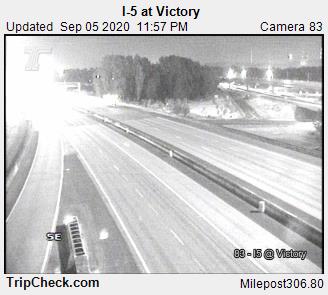 I-5 at Victory
Updated Sep 05 2020 11:57 PM Camera 83
T
SE
83 - I5 @ Victory
TripCheck.com Milepost306.80